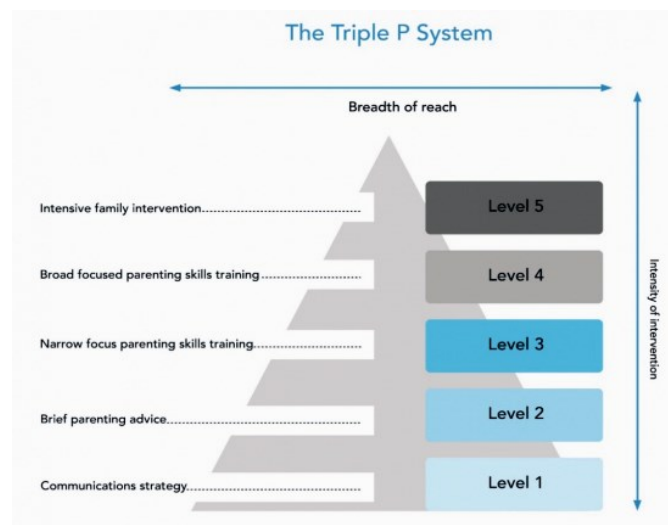 The Triple P System
Breadth of reach
Intensive family intervention
Level 5
Broad focused parenting skills training
Level 4
Narrow focus parenting skills training
Level 3
Brief parenting advice
Level 2
Communications strategy
Level 1
Intensity of intervention